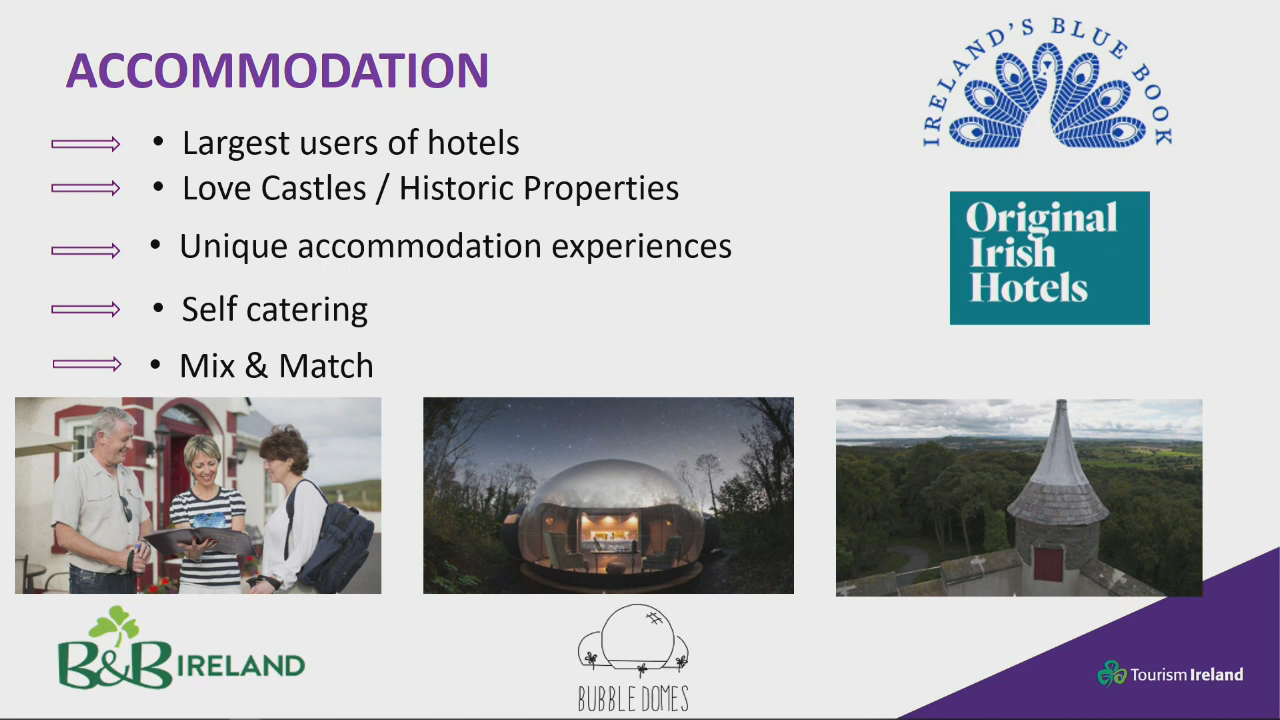 ACCOMMODATION
• Largest users of hotels
• Love Castles / Historic Properties
• Unique accommodation experiences
• Self catering
• Mix & Match
IRELAND'S BLUE BOOK
Original
Irish
Hotels
B&B IRELAND
BUBBLE DOMES
Tourism Ireland